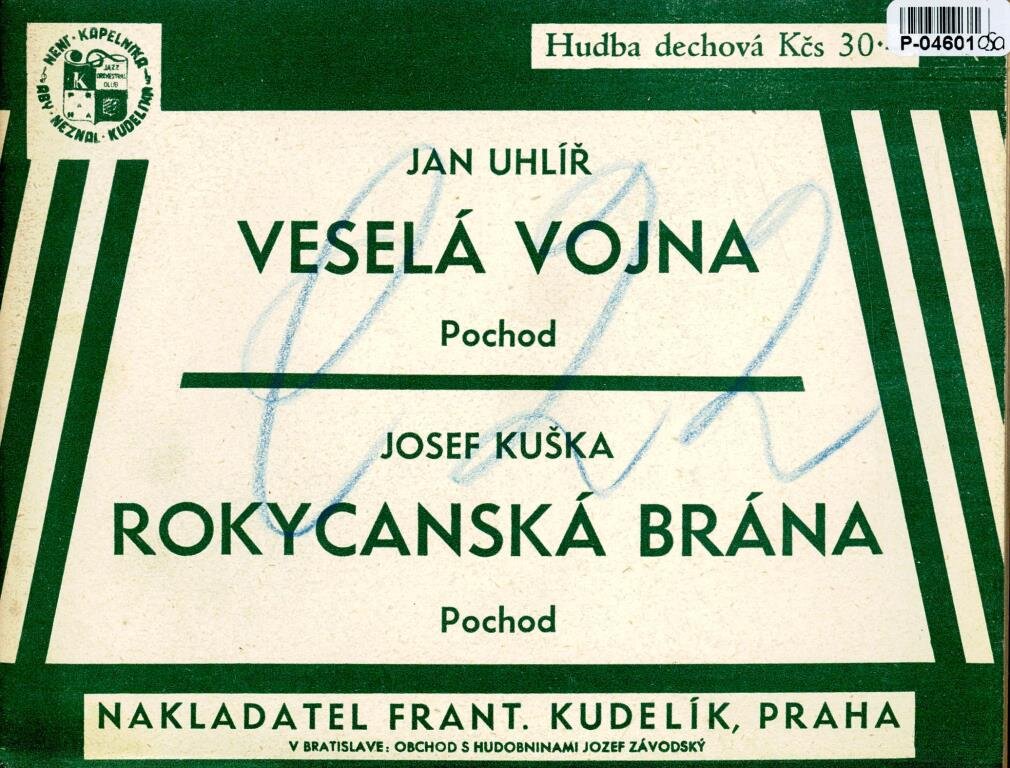 NENÍ · KAPELNÍKA
ABY · NEZNAL · KUDELÍKA
JAZZ
ORCHESTRAL
CLUB
K
PRAHA
Hudba dechová Kčs 30·
P-04601
JAN UHLÍŘ
VESELÁ VOJNA
Pochod
JOSEF KUŠKA
ROKYCANSKÁ BRÁNA
Pochod
NAKLADATEL FRANT. KUDELÍK, PRAHA
V BRATISLAVE: OBCHOD S HUDOBNINAMI JOZEF ZÁVODSKÝ